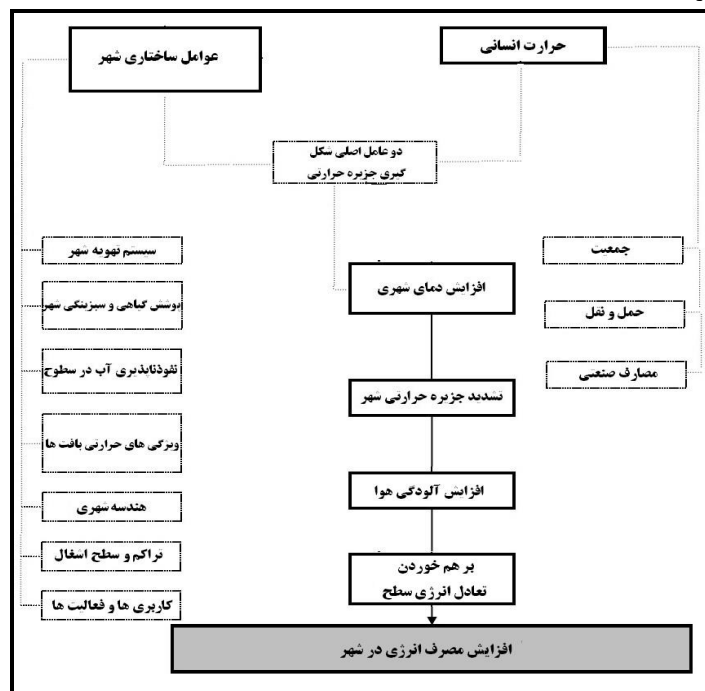 حرارت انسانی
عوامل ساختاری شهر
دو عامل اصلی شکل
گیری جزیره حرارتی
جمعیت
حمل و نقل
مصارف صنعتی
سیستم تهویه شهر
پوشش گیاهی و سبزینگی شهر
نفوذناپذیری آب در سطوح
ویژگی های حرارتی بافت ها
هندسه شهری
تراکم و سطح اشغال
کاربری ها و فعالیت ها
افزایش دمای شهری
تشدید جزیره حرارتی شهر
افزایش آلودگی هوا
بر هم خوردن
تعادل انرژی سطح
افزایش مصرف انرژی در شهر